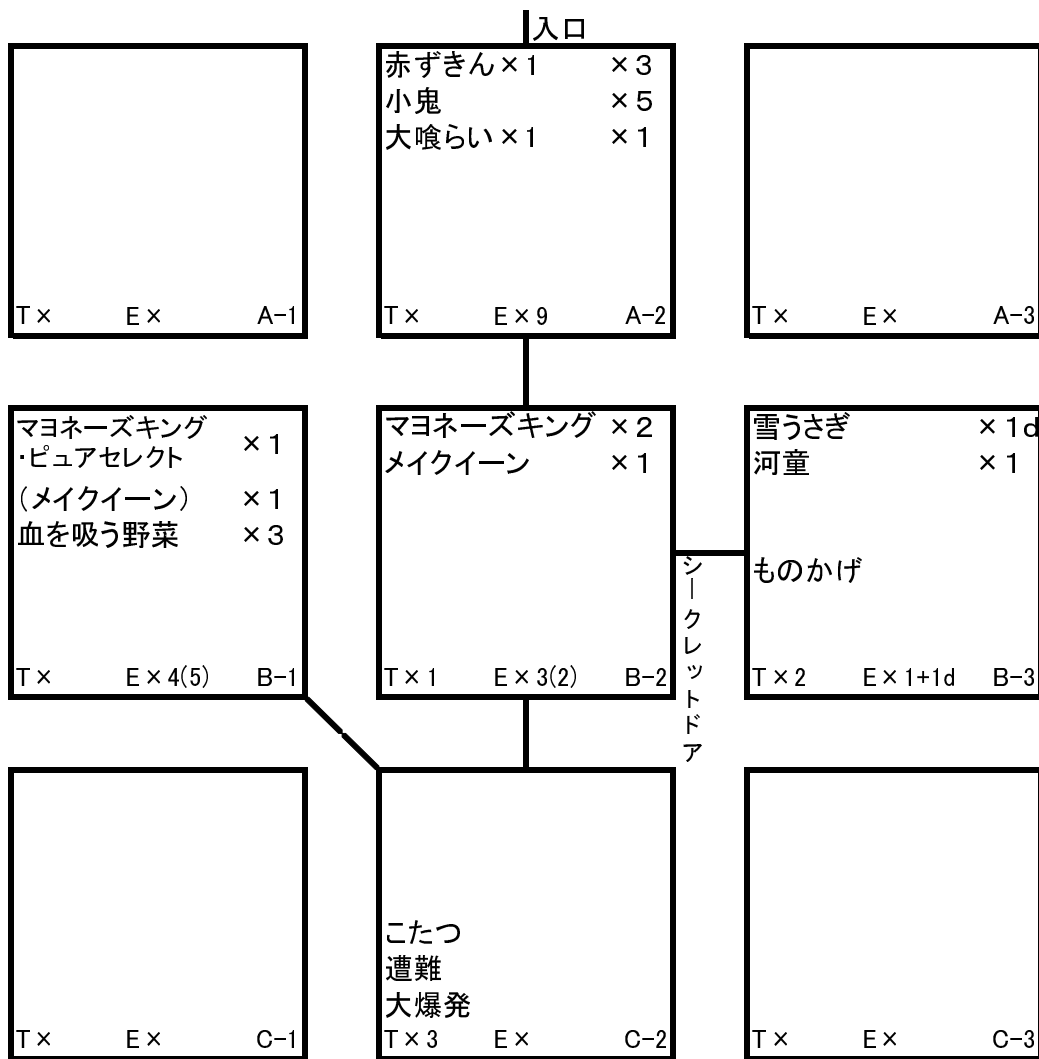 入口
T× E× A-1
赤ずきん×1 ×3
小鬼 ×5
大喰らい×1 ×1
T× E×9 A-2
T× E× A-3
マヨネーズキング
・ピュアセレクト ×1
(メイクイーン) ×1
血を吸う野菜 ×3
T× E×4(5) B-1
マヨネーズキング ×2
メイクイーン ×1
T×1 E×3(2) B-2
シークレットドア
雪うさぎ ×1d
河童 ×1
ものかげ
T×2 E×1+1d B-3
T× E× C-1
こたつ
遭難
大爆発
T×3 E× C-2
T× E× C-3